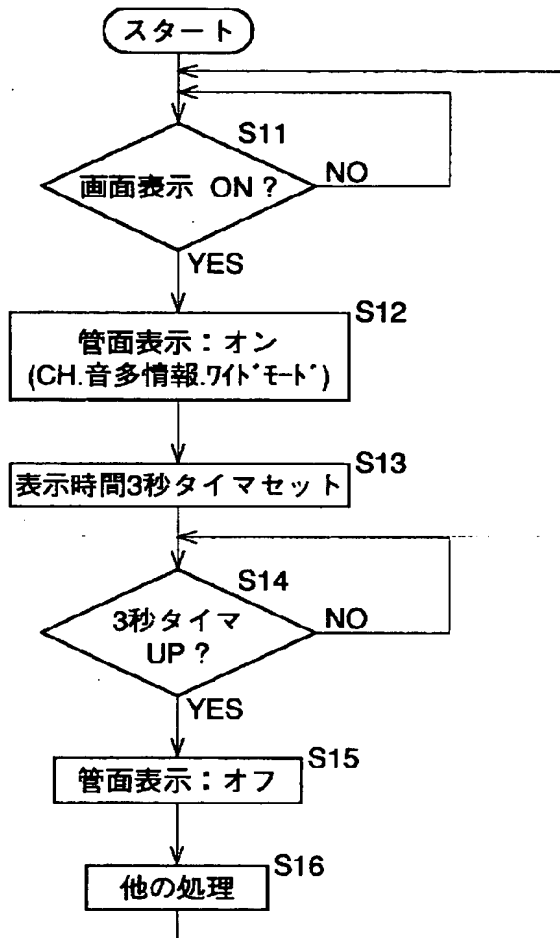 スタート
S11
画面表示 ON ?
NO
YES
S12
管面表示:オン
(CH.音多情報.ワイドモード)
S13
表示時間3秒タイマセット
S14
3秒タイマ
UP ?
NO
YES
S15
管面表示:オフ
S16
他の処理